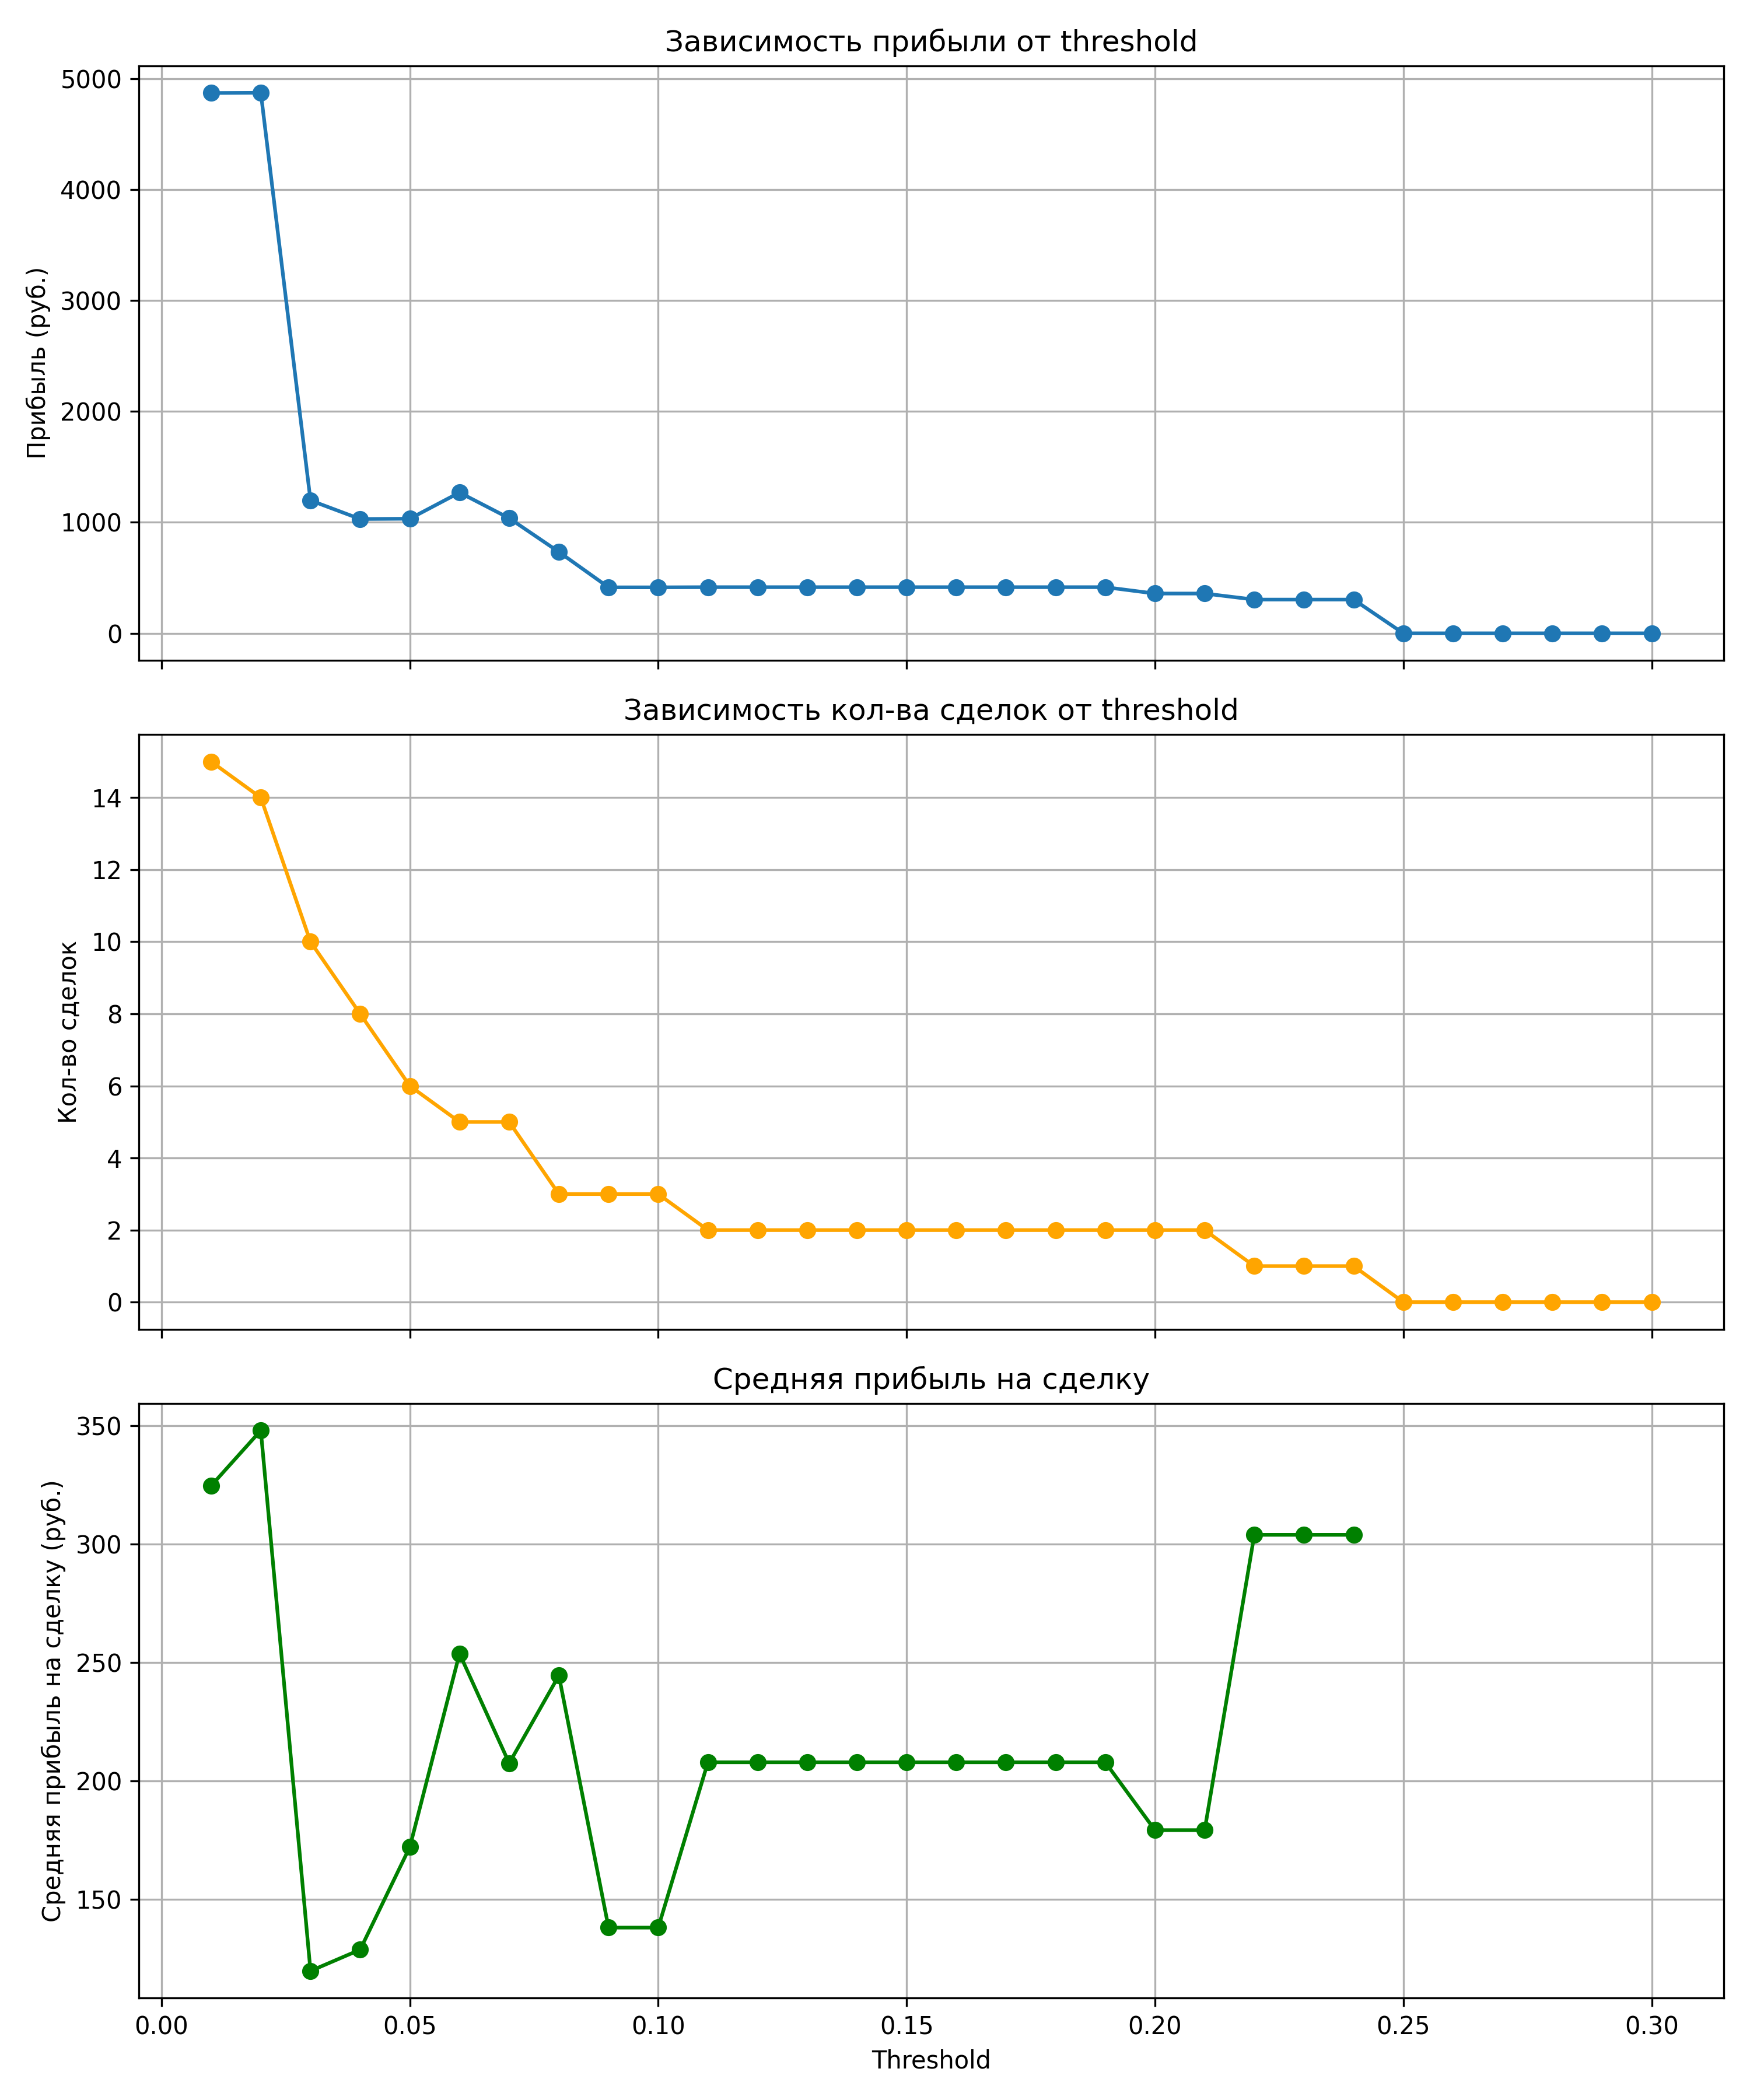 Зависимость прибыли от threshold
Прибыль (руб.)
5000
4000
3000
2000
1000
0
Зависимость кол-ва сделок от threshold
Кол-во сделок
14
12
10
8
6
4
2
0
Средняя прибыль на сделку
Средняя прибыль на сделку (руб.)
350
300
250
200
150
0.00 0.05 0.10 0.15 0.20 0.25 0.30
Threshold